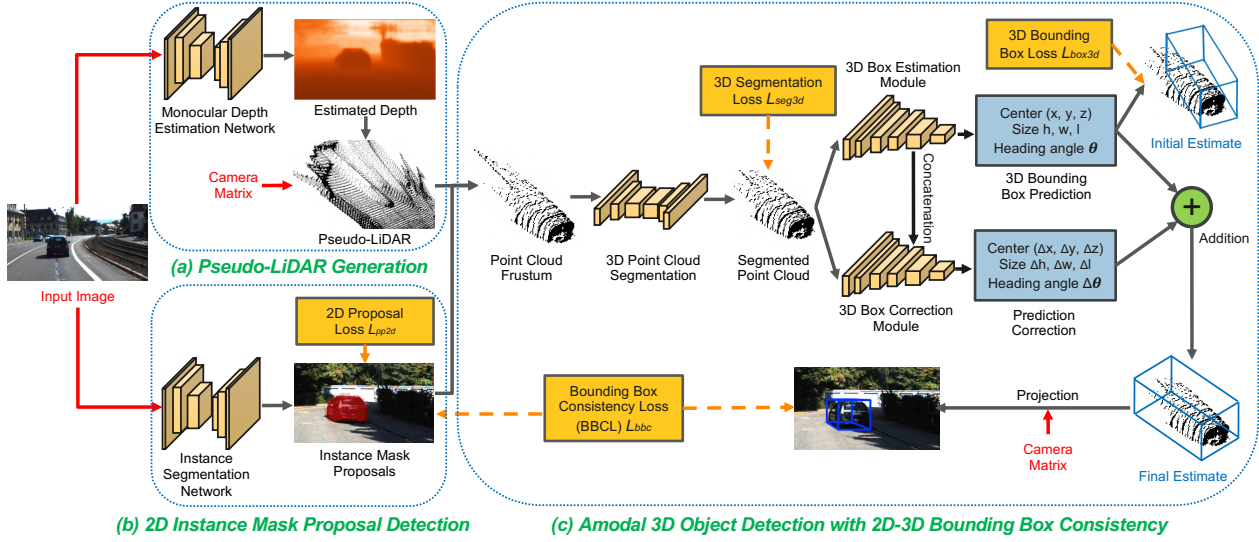 Monocular Depth
Estimation Network
Estimated Depth
Camera
Matrix
Pseudo-LiDAR
(a) Pseudo-LiDAR Generation
Input Image
2D Proposal
Loss Lpp2d
Instance
Segmentation
Network
Instance Mask
Proposals
(b) 2D Instance Mask Proposal Detection
Point Cloud
Frustum
3D Point Cloud
Segmentation
3D Segmentation
Loss Lseg3d
Segmented
Point Cloud
3D Box Estimation
Module
Concatenation
3D Box Correction
Module
3D Bounding
Box Loss Lbox3d
Center (x, y, z)
Size h, w, l
Heading angle θ
3D Bounding
Box Prediction
Initial Estimate
+
Addition
Center (Δx, Δy, Δz)
Size Δh, Δw, Δl
Heading angle Δθ
Prediction
Correction
Bounding Box
Consistency Loss
(BBCL) Lbbc
Projection
Camera
Matrix
Final Estimate
(c) Amodal 3D Object Detection with 2D-3D Bounding Box Consistency